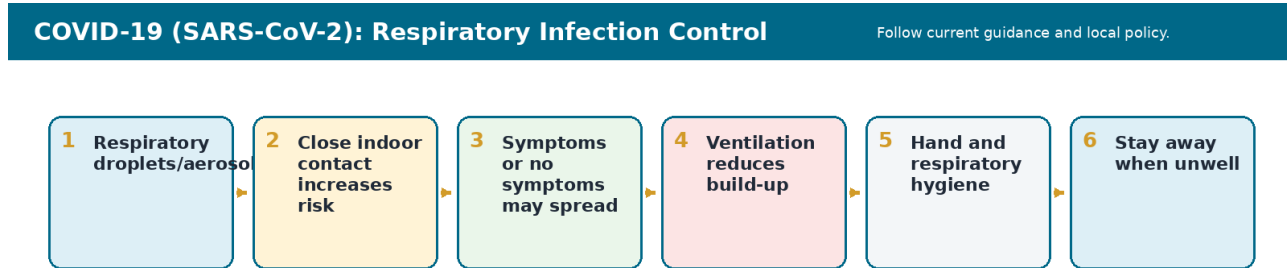 COVID-19 (SARS-CoV-2): Respiratory Infection Control
Follow current guidance and local policy.
1
Respiratory
droplets/aerosol
2
Close indoor
contact
increases
risk
3
Symptoms
or no
symptoms
may spread
4
Ventilation
reduces
build-up
5
Hand and
respiratory
hygiene
6
Stay away
when unwell